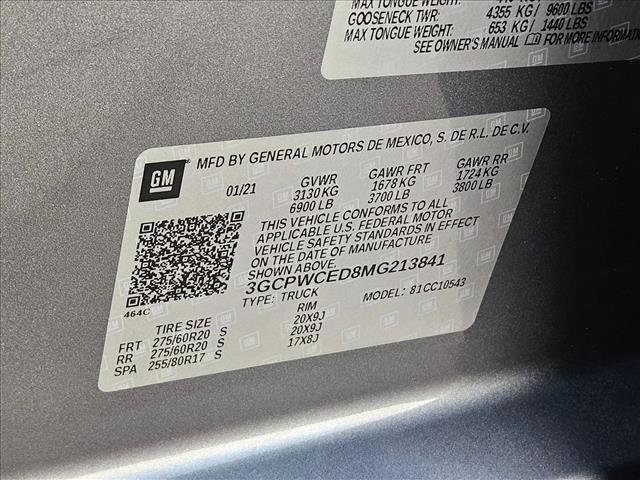 MAX TONGUE WEIGHT:
GOOSENECK TWR: 4355 KG / 9600 LBS
MAX TONGUE WEIGHT: 653 KG / 1440 LBS
SEE OWNER'S MANUAL FOR MORE INFORMATION
GM
MFD BY GENERAL MOTORS DE MEXICO, S. DE R.L. DE C.V.
01/21 GVWR GAWR FRT GAWR RR
3130 KG 1678 KG 1724 KG
6900 LB 3700 LB 3800 LB
THIS VEHICLE CONFORMS TO ALL
APPLICABLE U.S. FEDERAL MOTOR
VEHICLE SAFETY STANDARDS IN EFFECT
ON THE DATE OF MANUFACTURE
SHOWN ABOVE.
3GCPWCED8MG213841
TYPE: TRUCK MODEL: 81CC10543
464C
TIRE SIZE RIM
FRT 275/60R20 S 20X9J
RR 275/60R20 S 20X9J
SPA 255/80R17 S 17X8J